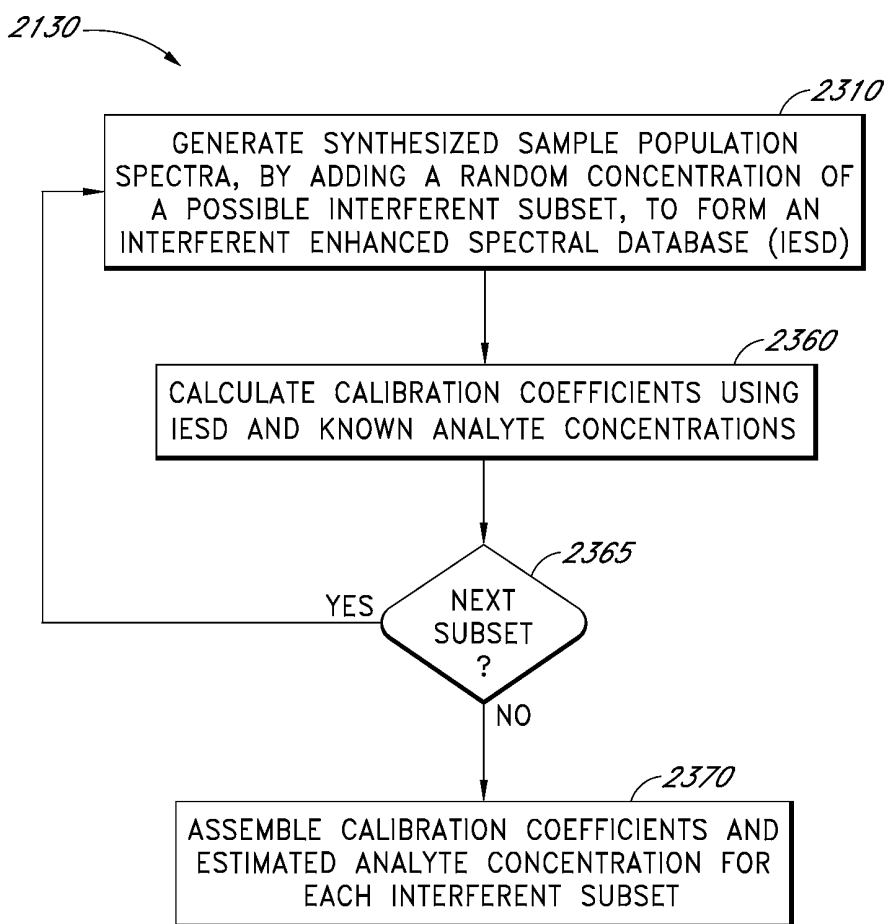 2130
2310
GENERATE SYNTHESIZED SAMPLE POPULATION
SPECTRA, BY ADDING A RANDOM CONCENTRATION OF
A POSSIBLE INTERFERENT SUBSET, TO FORM AN
INTERFERENT ENHANCED SPECTRAL DATABASE (IESD)
2360
CALCULATE CALIBRATION COEFFICIENTS USING
IESD AND KNOWN ANALYTE CONCENTRATIONS
2365
YES
NEXT
SUBSET
?
NO
2370
ASSEMBLE CALIBRATION COEFFICIENTS AND
ESTIMATED ANALYTE CONCENTRATION FOR
EACH INTERFERENT SUBSET